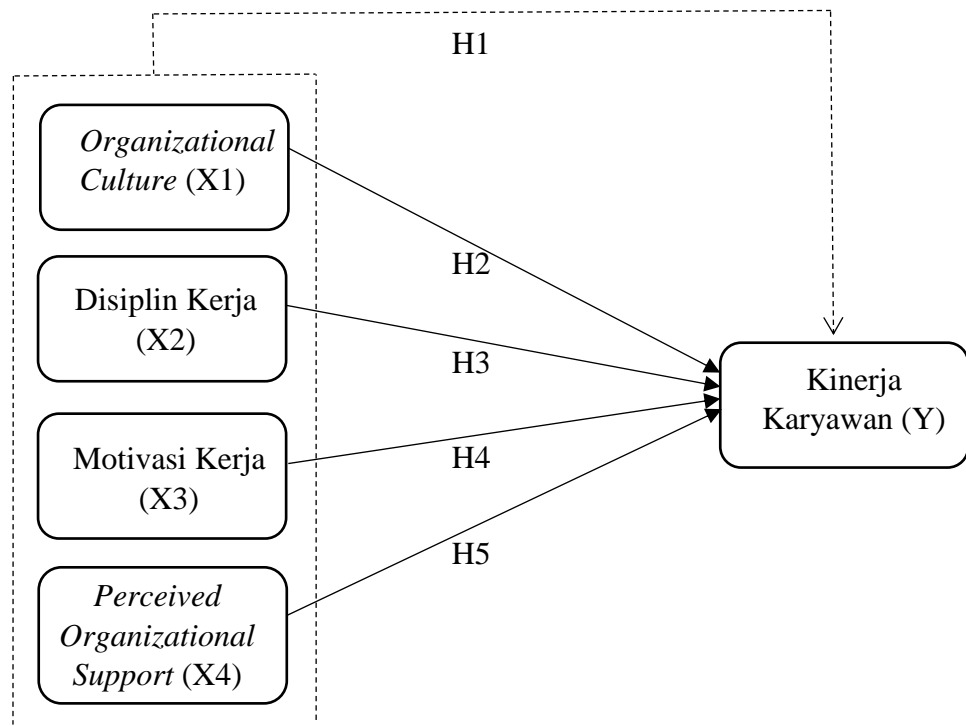 H1
Organizational
Culture (X1)
H2
Disiplin Kerja
(X2)
H3
Kinerja
Karyawan (Y)
Motivasi Kerja
(X3)
H4
H5
Perceived
Organizational
Support (X4)